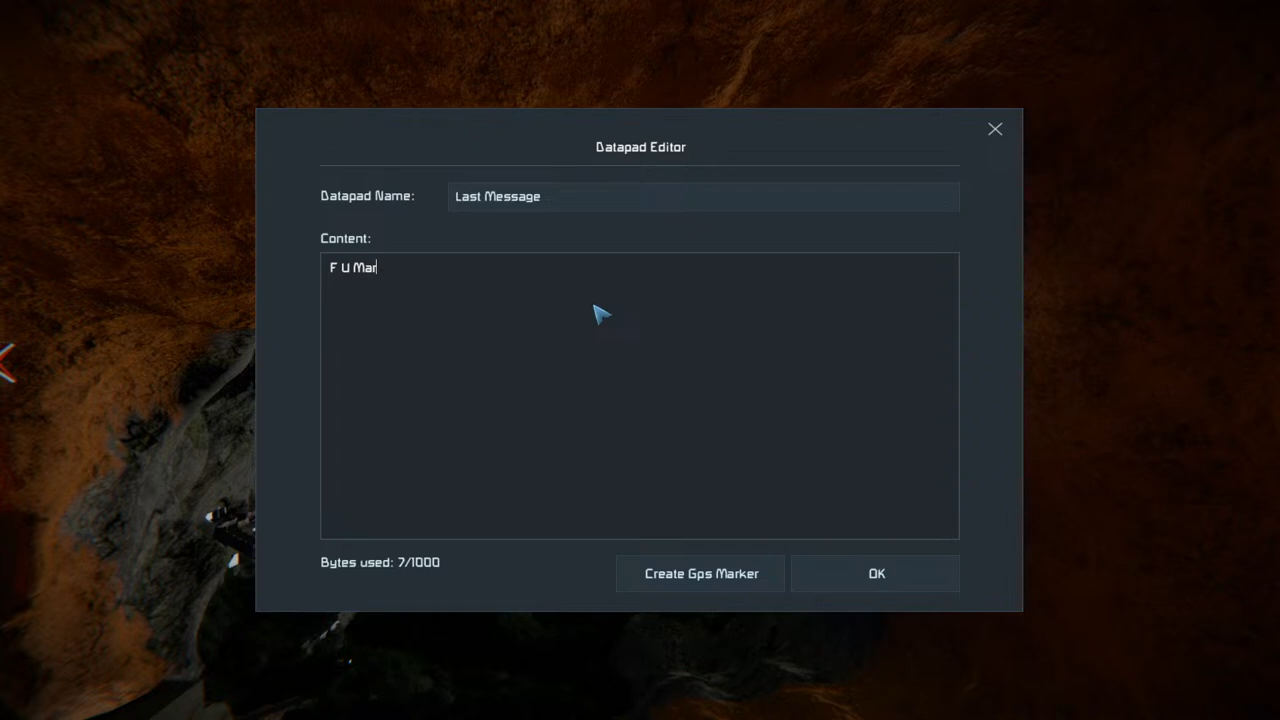 Datapad Editor
Datapad Name: Last Message
Content:
F U Mar
Bytes used: 7/1000
Create Gps Marker OK